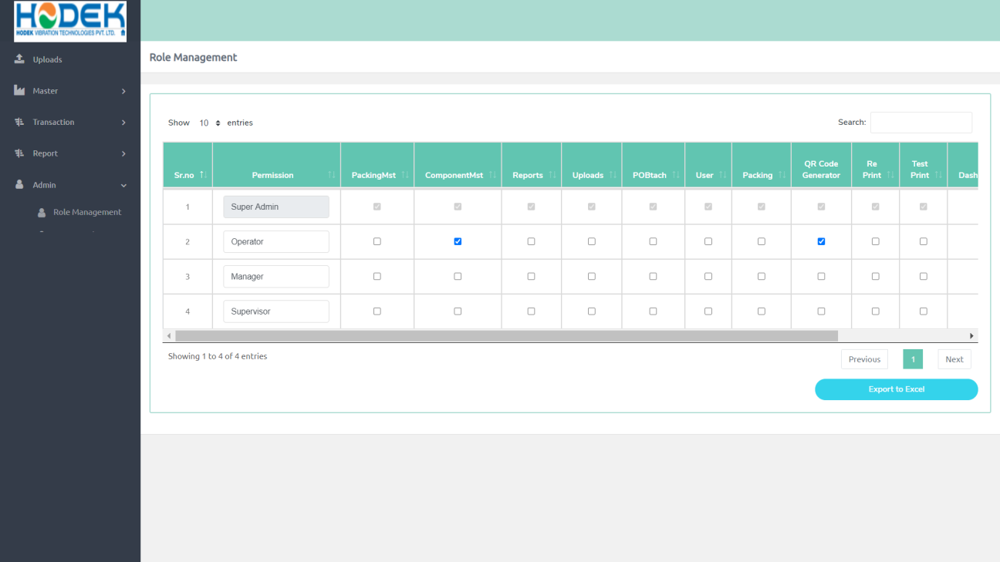 HODEK
HODEK VIBRATION TECHNOLOGIES PVT. LTD.
Uploads
Master
Transaction
Report
Admin
Role Management
Role Management
Show 10 entries
Search:
Sr.no Permission PackingMst ComponentMst Reports Uploads POBtach User Packing QR Code Generator Re Print Test Print Dash
1 Super Admin
2 Operator
3 Manager
4 Supervisor
Showing 1 to 4 of 4 entries
Previous 1 Next
Export to Excel